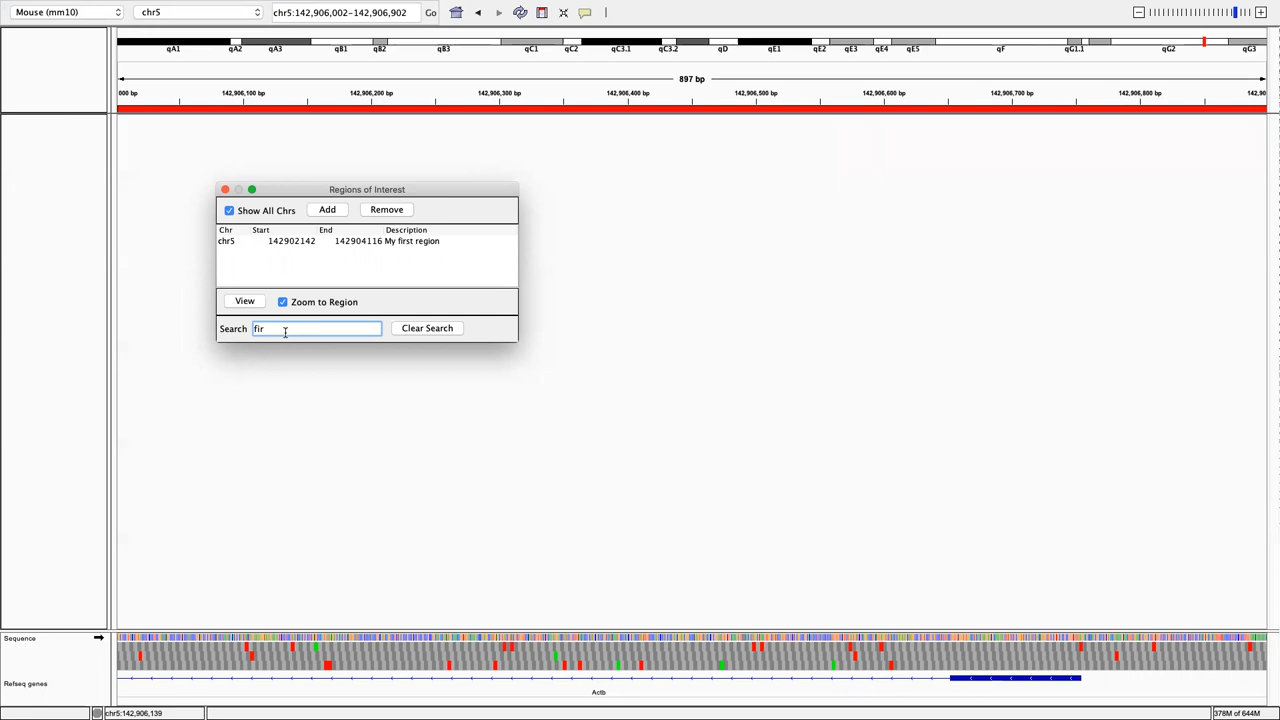 Mouse (mm10) chr5 chr5:142,906,002-142,906,902 Go
qA1 qA2 qA3 qB1 qB2 qB3 qC1 qC2 qC3.1 qC3.2 qD qE1 qE2 qE3 qE4 qE5 qF qG1.1 qG2 qG3
897 bp
000 bp 142,906,100 bp 142,906,200 bp 142,906,300 bp 142,906,400 bp 142,906,500 bp 142,906,600 bp 142,906,700 bp 142,906,800 bp 142,90
Regions of Interest
Show All Chrs Add Remove
Chr Start End Description
chr5 142902142 142904116 My first region
View Zoom to Region
Search fir Clear Search
Sequence
Refseq genes
Actb
chr5:142,906,139 378M of 644M